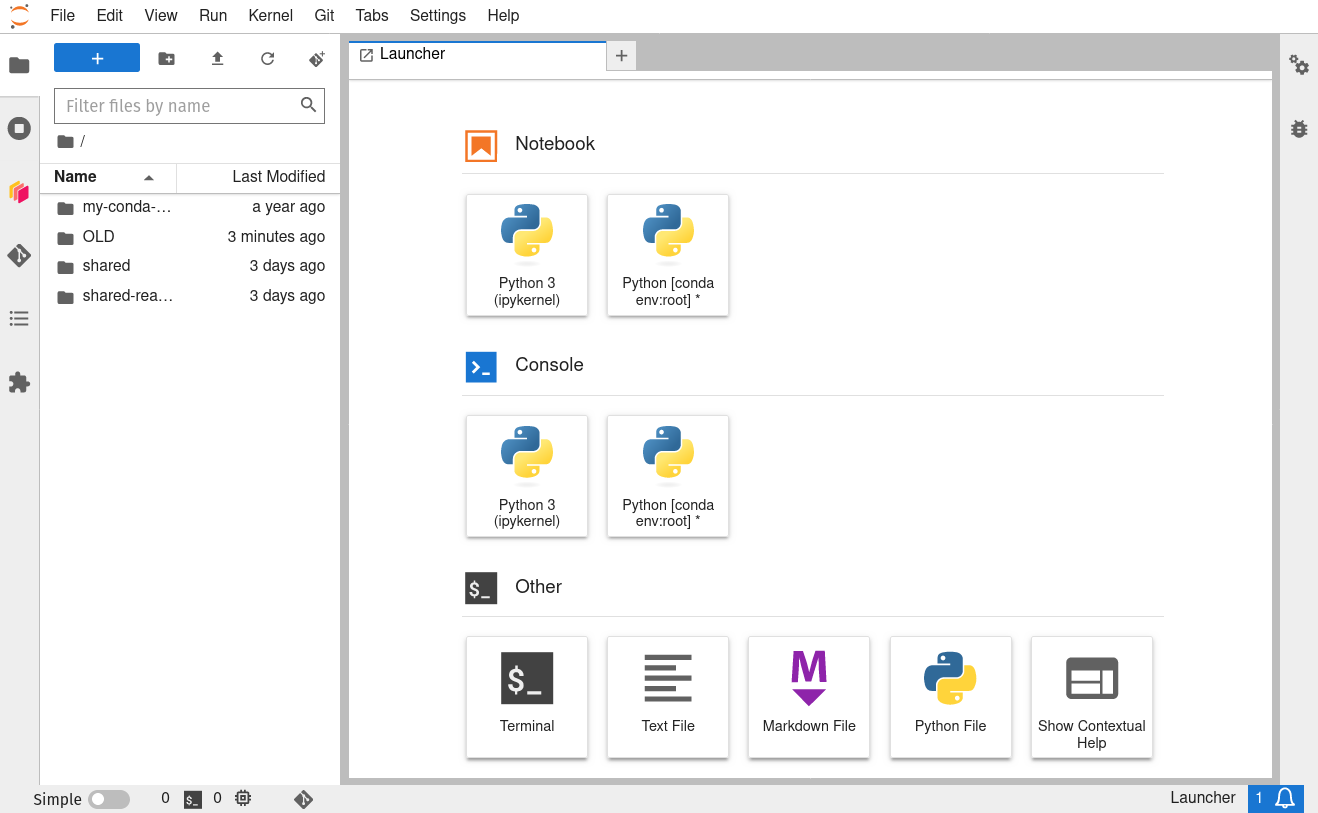 File Edit View Run Kernel Git Tabs Settings Help
+
Filter files by name
/
Name Last Modified
my-conda-… a year ago
OLD 3 minutes ago
shared 3 days ago
shared-rea… 3 days ago
Launcher +
Notebook
Python 3
(ipykernel)
Python [conda
env:root] *
Console
Python 3
(ipykernel)
Python [conda
env:root] *
$_ Other
$_
Terminal
Text File
M
Markdown File
Python File
Show Contextual
Help
Simple 0 $_ 0 Launcher 1